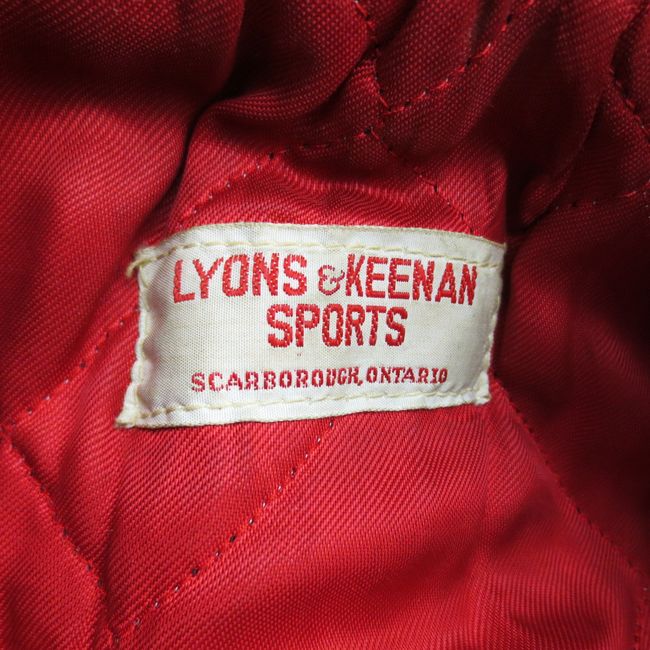 LYONS & KEENAN
SPORTS
SCARBOROUGH, ONTARIO